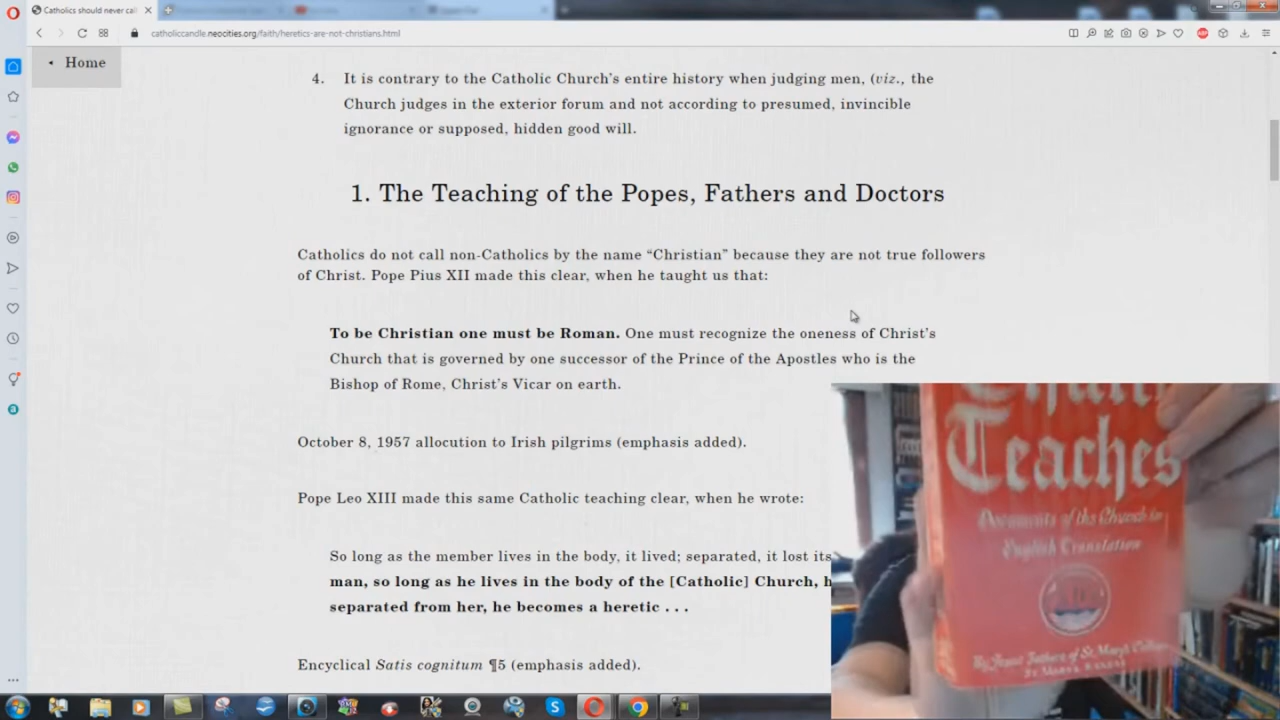 Catholics should never cal
catholiccandle.neocities.org/faith/heretics-are-not-christians.html
Home
4. It is contrary to the Catholic Church's entire history when judging men, (viz., the
Church judges in the exterior forum and not according to presumed, invincible
ignorance or supposed, hidden good will.
1. The Teaching of the Popes, Fathers and Doctors
Catholics do not call non-Catholics by the name “Christian” because they are not true followers
of Christ. Pope Pius XII made this clear, when he taught us that:
To be Christian one must be Roman. One must recognize the oneness of Christ's
Church that is governed by one successor of the Prince of the Apostles who is the
Bishop of Rome, Christ's Vicar on earth.
October 8, 1957 allocution to Irish pilgrims (emphasis added).
Pope Leo XIII made this same Catholic teaching clear, when he wrote:
So long as the member lives in the body, it lived; separated, it lost its
man, so long as he lives in the body of the [Catholic] Church, h
separated from her, he becomes a heretic . . .
Encyclical Satis cognitum ¶5 (emphasis added).
Teaches
Documents of the Church in
English Translation